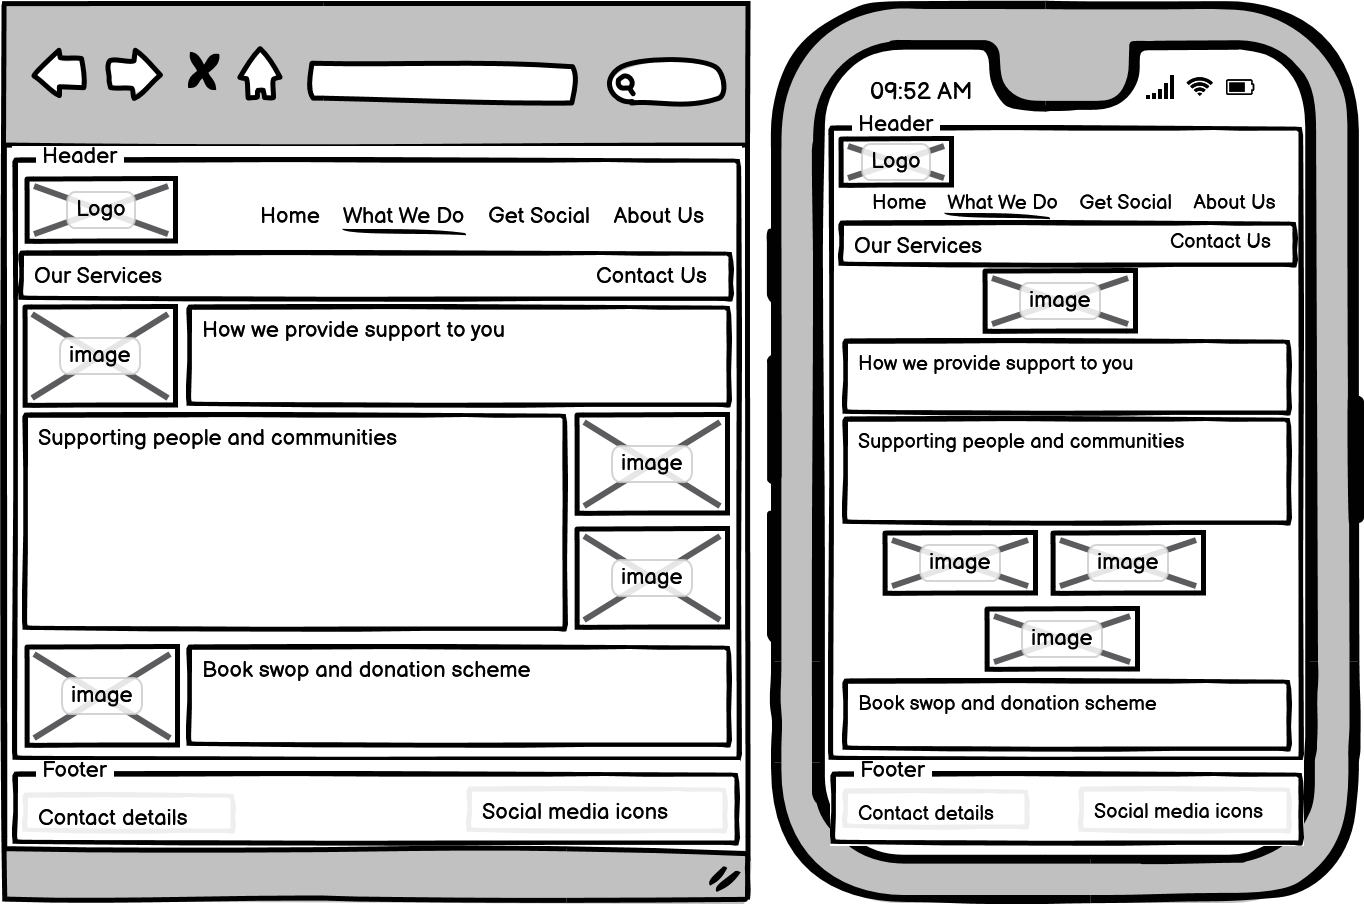 Header
Logo
Home What We Do Get Social About Us
Our Services Contact Us
image
How we provide support to you
Supporting people and communities
image
image
image
Book swop and donation scheme
Footer
Contact details Social media icons
09:52 AM
Header
Logo
Home What We Do Get Social About Us
Our Services Contact Us
image
How we provide support to you
Supporting people and communities
image image
image
Book swop and donation scheme
Footer
Contact details Social media icons